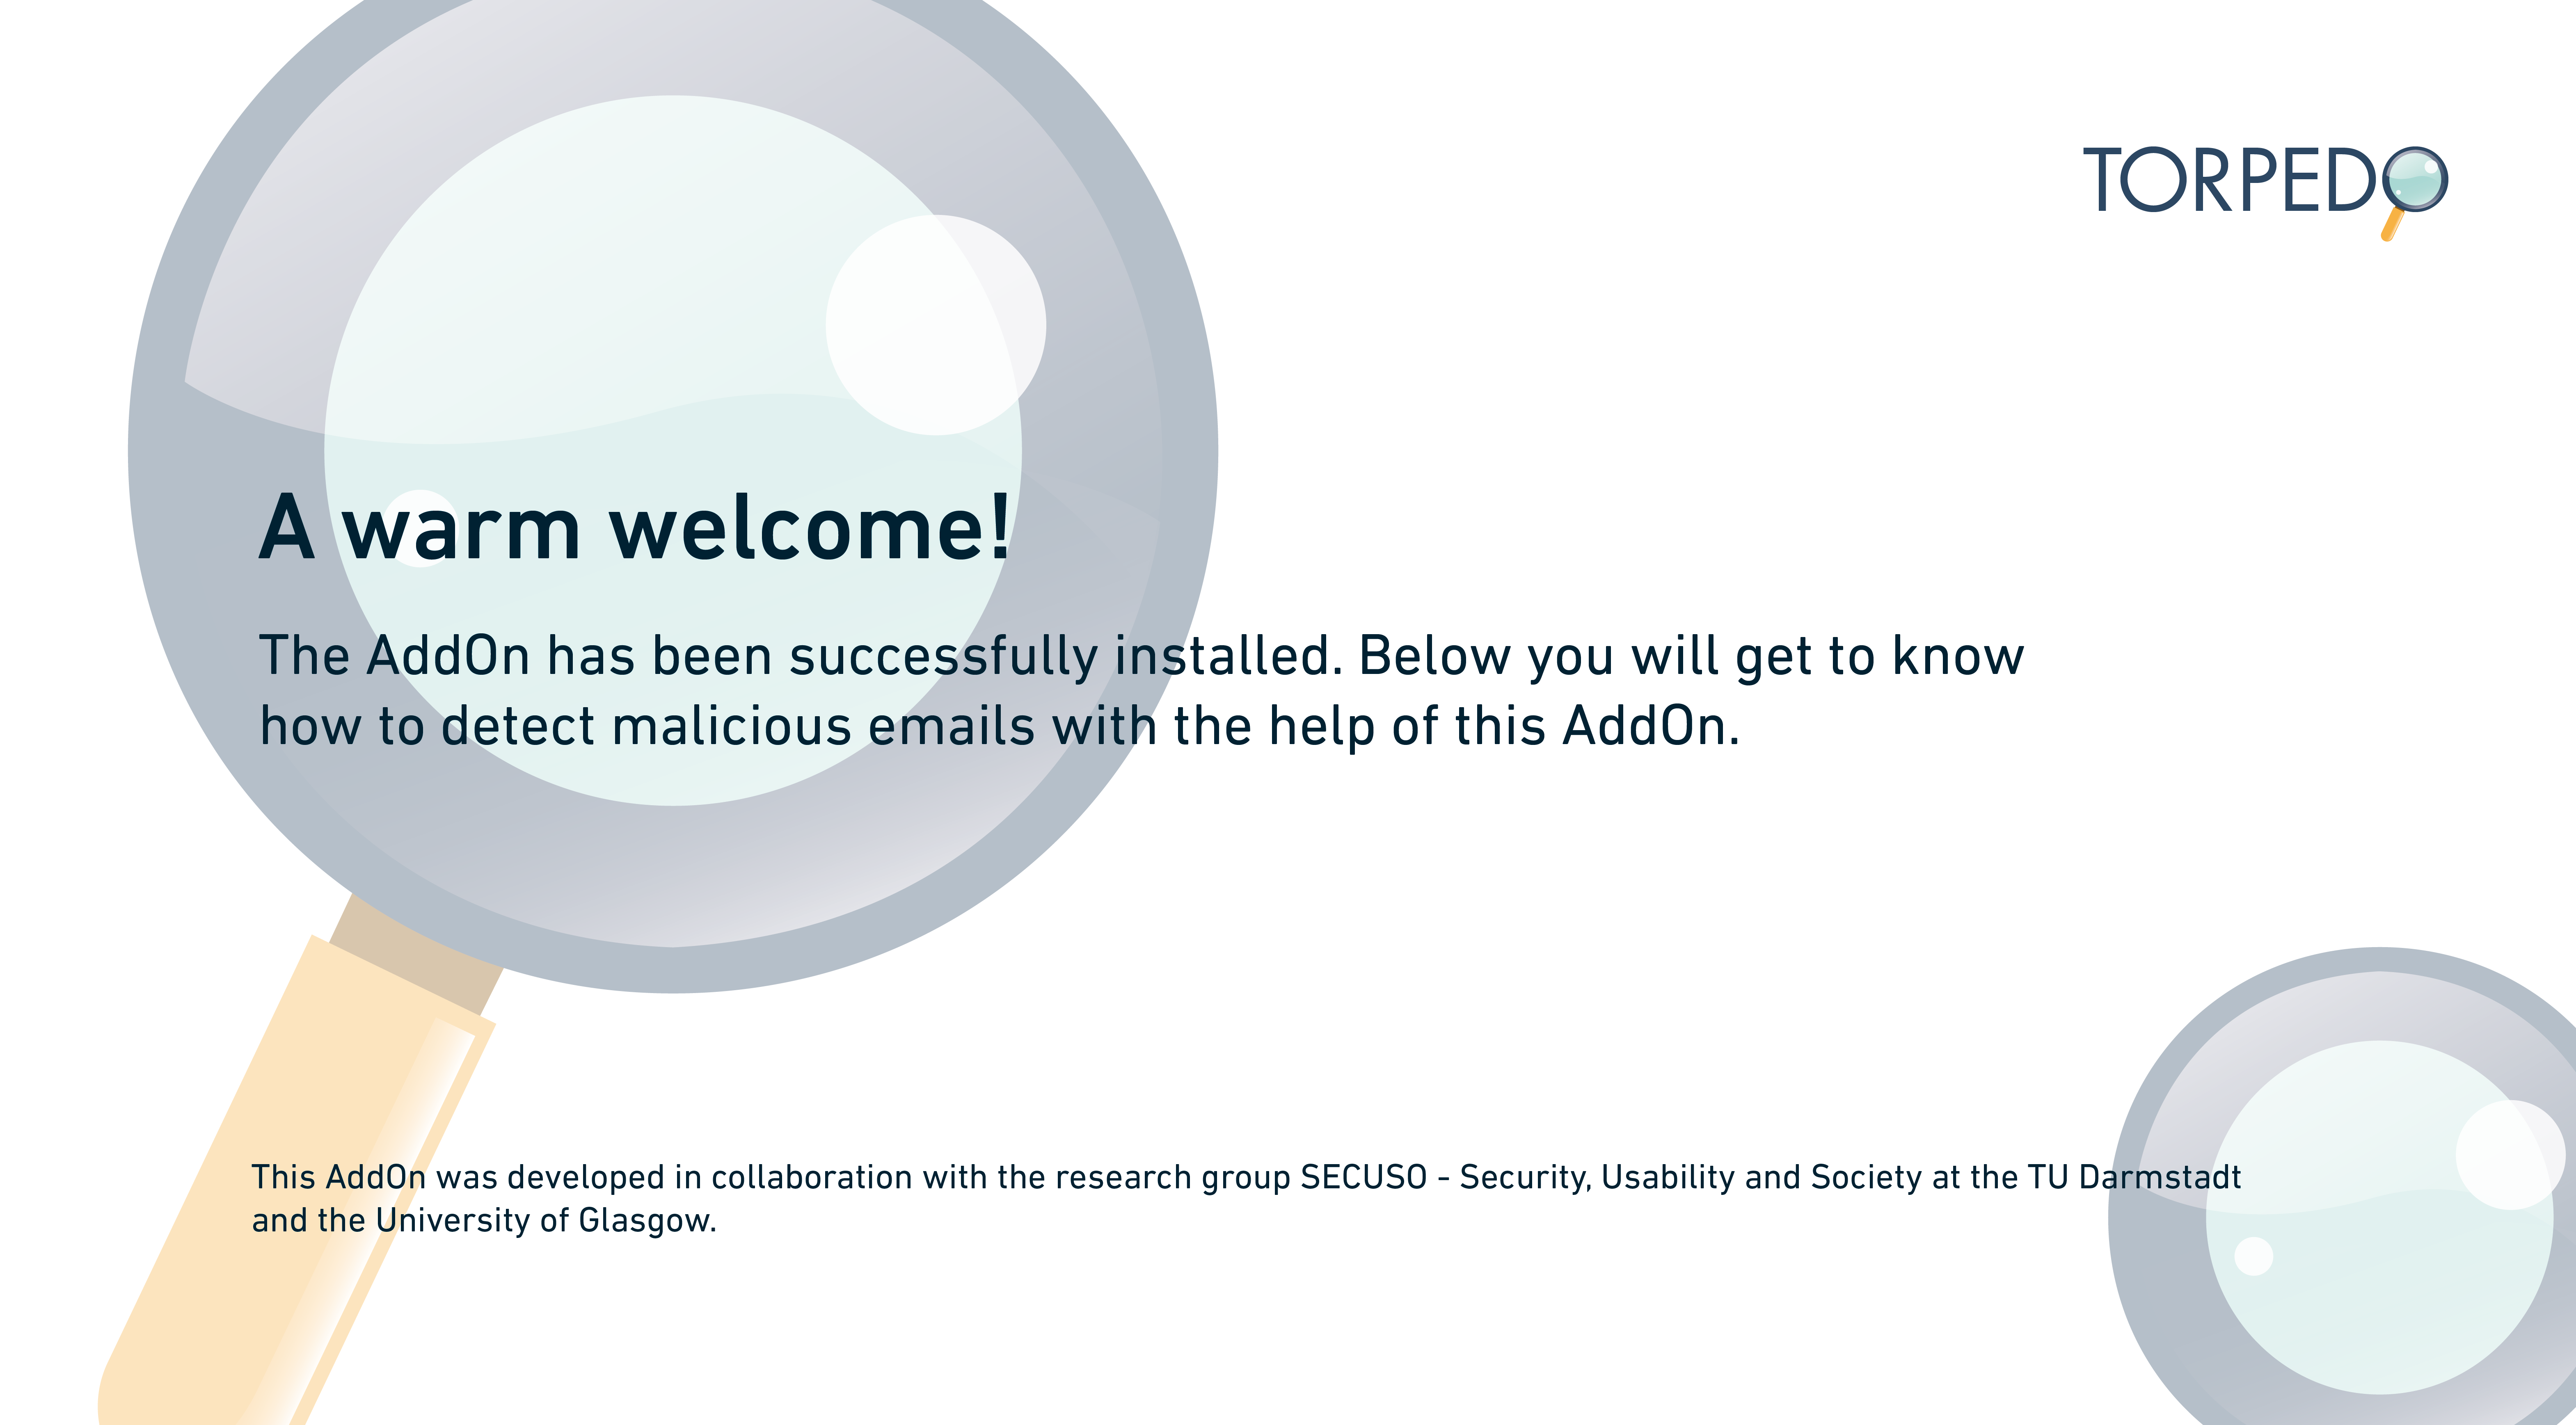 TORPEDO
A warm welcome!
The AddOn has been successfully installed. Below you will get to know
how to detect malicious emails with the help of this AddOn.
This AddOn was developed in collaboration with the research group SECUSO - Security, Usability and Society at the TU Darmstadt
and the University of Glasgow.